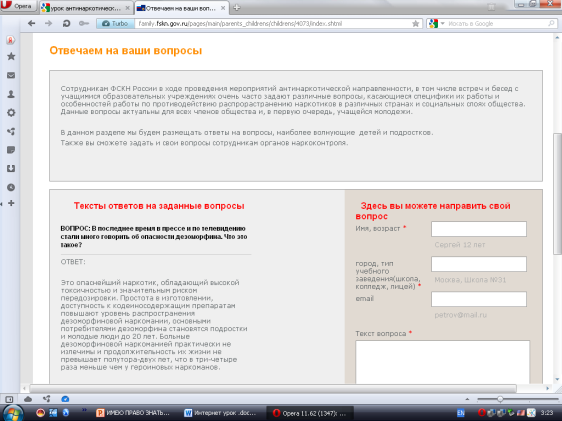 Opera
урок антинаркотическ...
Отвечаем на ваши воп...
Turbo
family.fskn.gov.ru/pages/main/parents_childrens/childrens/4073/index.shtml
Искать в Google
Отвечаем на ваши вопросы
Сотрудникам ФСКН России в ходе проведения мероприятий антинаркотической направленности, в том числе встреч и бесед с
учащимися образовательных учреждениях очень часто задают различные вопросы, касающиеся специфики их работы и
особенностей работы по противодействию распространению наркотиков в различных странах и социальных слоях общества.
Данные вопросы актуальны для всех членов общества и, в первую очередь, учащейся молодежи.
В данном разделе мы будем размещать ответы на вопросы, наиболее волнующие детей и подростков.
Также вы сможете задать и свои вопросы сотрудникам органов наркоконтроля.
Тексты ответов на заданные вопросы
ВОПРОС: В последнее время в прессе и по телевидению
стали много говорить об опасности дезоморфина. Что это
такое?
ОТВЕТ:
Это опаснейший наркотик, обладающий высокой
токсичностью и значительным риском
передозировки. Простота в изготовлении,
доступность к кодеиносодержащим препаратам
повышают уровень распространения
дезоморфиновой наркомании, основными
потребителями дезоморфина становятся подростки
и молодые люди до 20 лет. Больные
дезоморфиновой наркоманией практически не
излечимы и продолжительность их жизни не
превышает полутора-двух лет, что в три-четыре
раза меньше чем у героиновых наркоманов.
Здесь вы можете направить свой
вопрос
Имя, возраст *
Сергей 12 лет
город, тип
учебного
заведения(школа,
колледж, лицей) *
Москва, Школа №31
email
petrov@mail.ru
Текст вопроса *
ИМЕЮ ПРАВО ЗНАТЬ...
Интернет урок .doc...
Opera 11.62 (1347): ...
EN
3:23